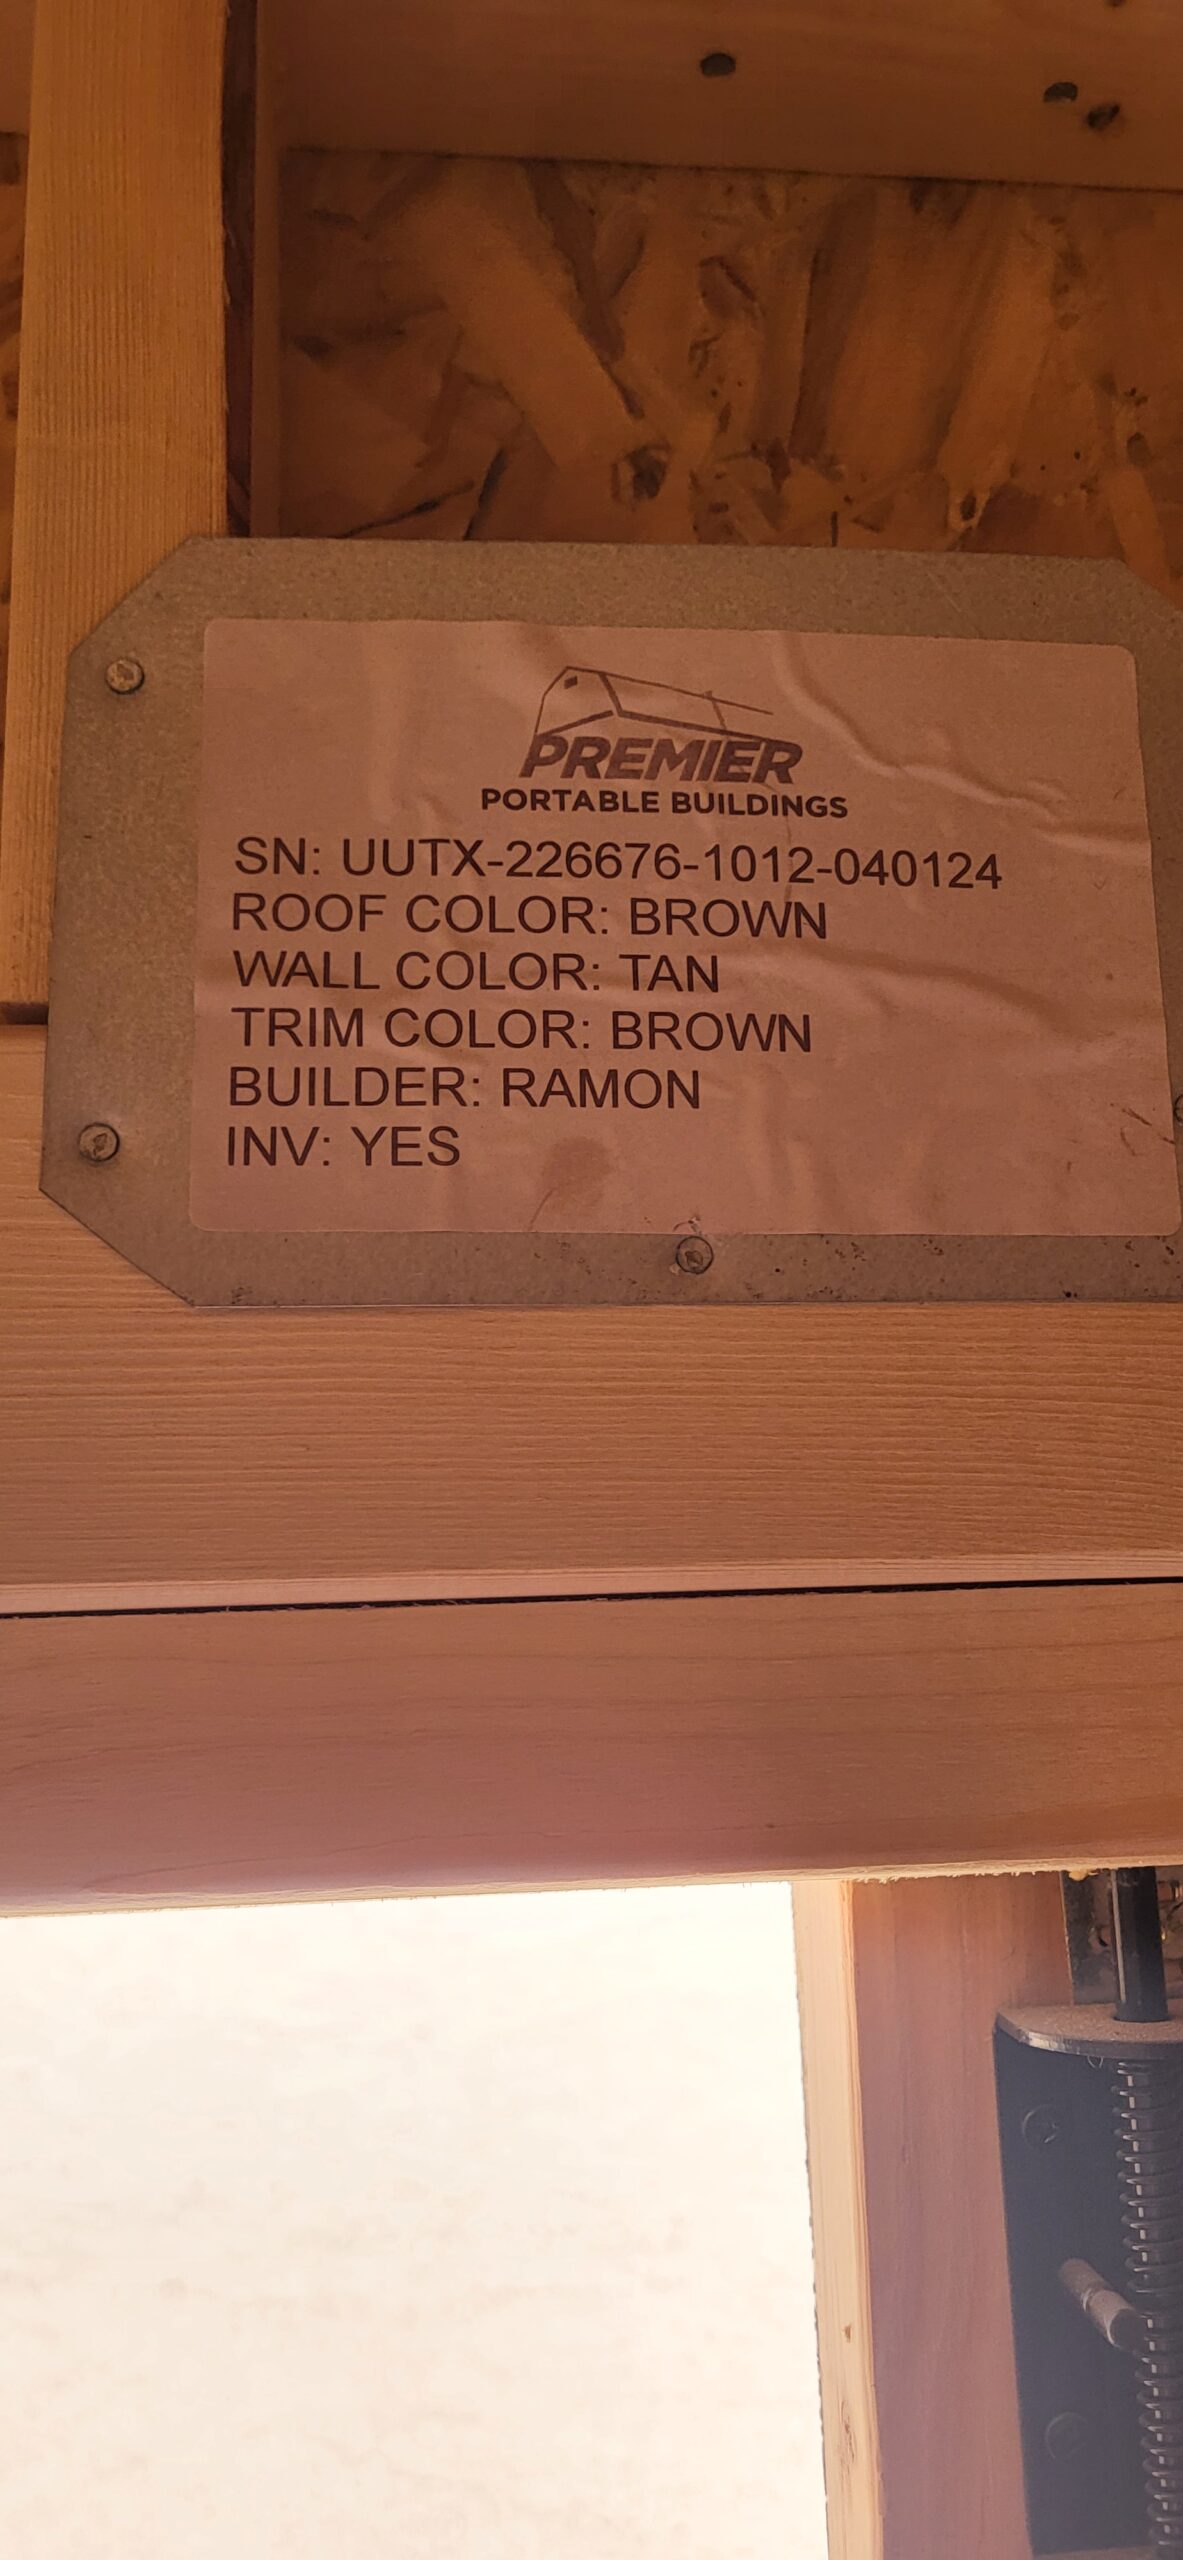 PREMIER
PORTABLE BUILDINGS
SN: UUTX-226676-1012-040124
ROOF COLOR: BROWN
WALL COLOR: TAN
TRIM COLOR: BROWN
BUILDER: RAMON
INV: YES